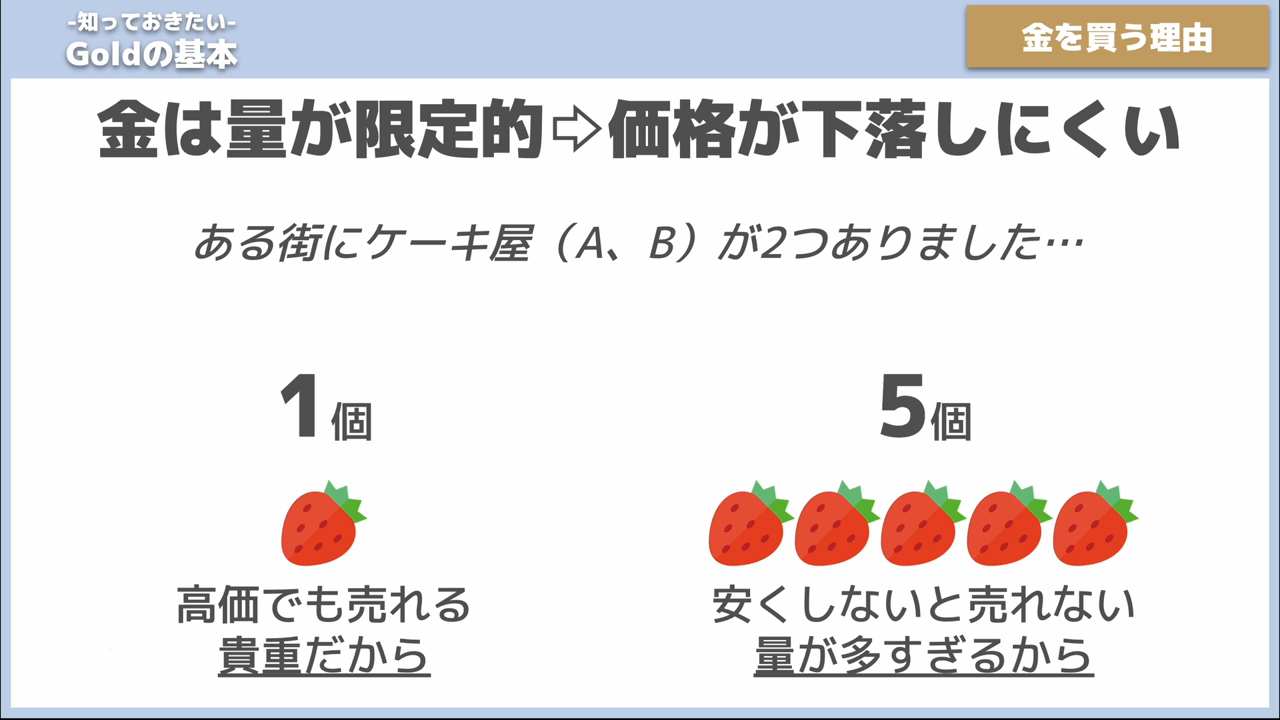 -知っておきたい-
Goldの基本
金を買う理由
金は量が限定的⇨価格が下落しにくい
ある街にケーキ屋（A、B）が2つありました…
1個
5個
高価でも売れる
貴重だから
安くしないと売れない
量が多すぎるから